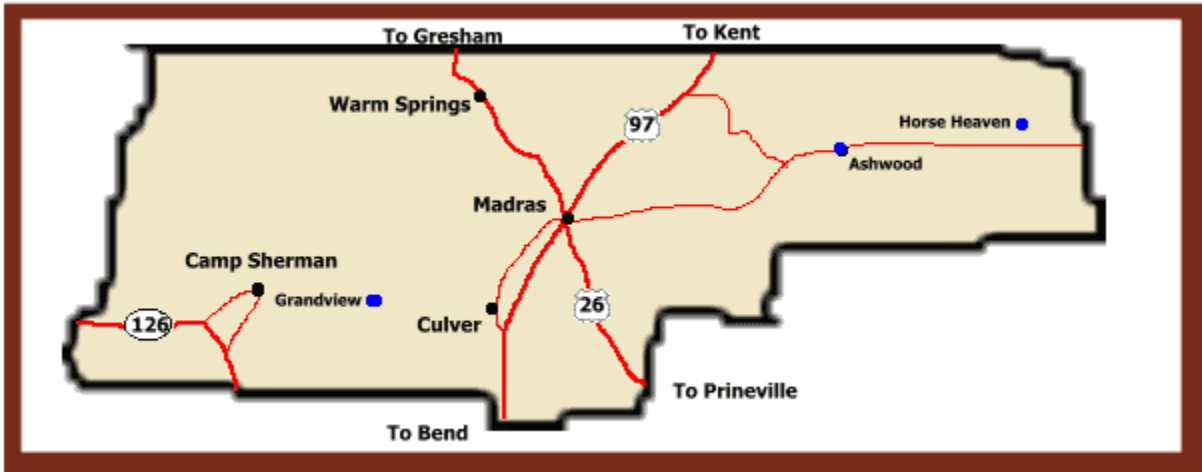 To Gresham
To Kent
Warm Springs
97
Horse Heaven
Ashwood
Madras
Camp Sherman
Grandview
126
Culver
26
To Prineville
To Bend